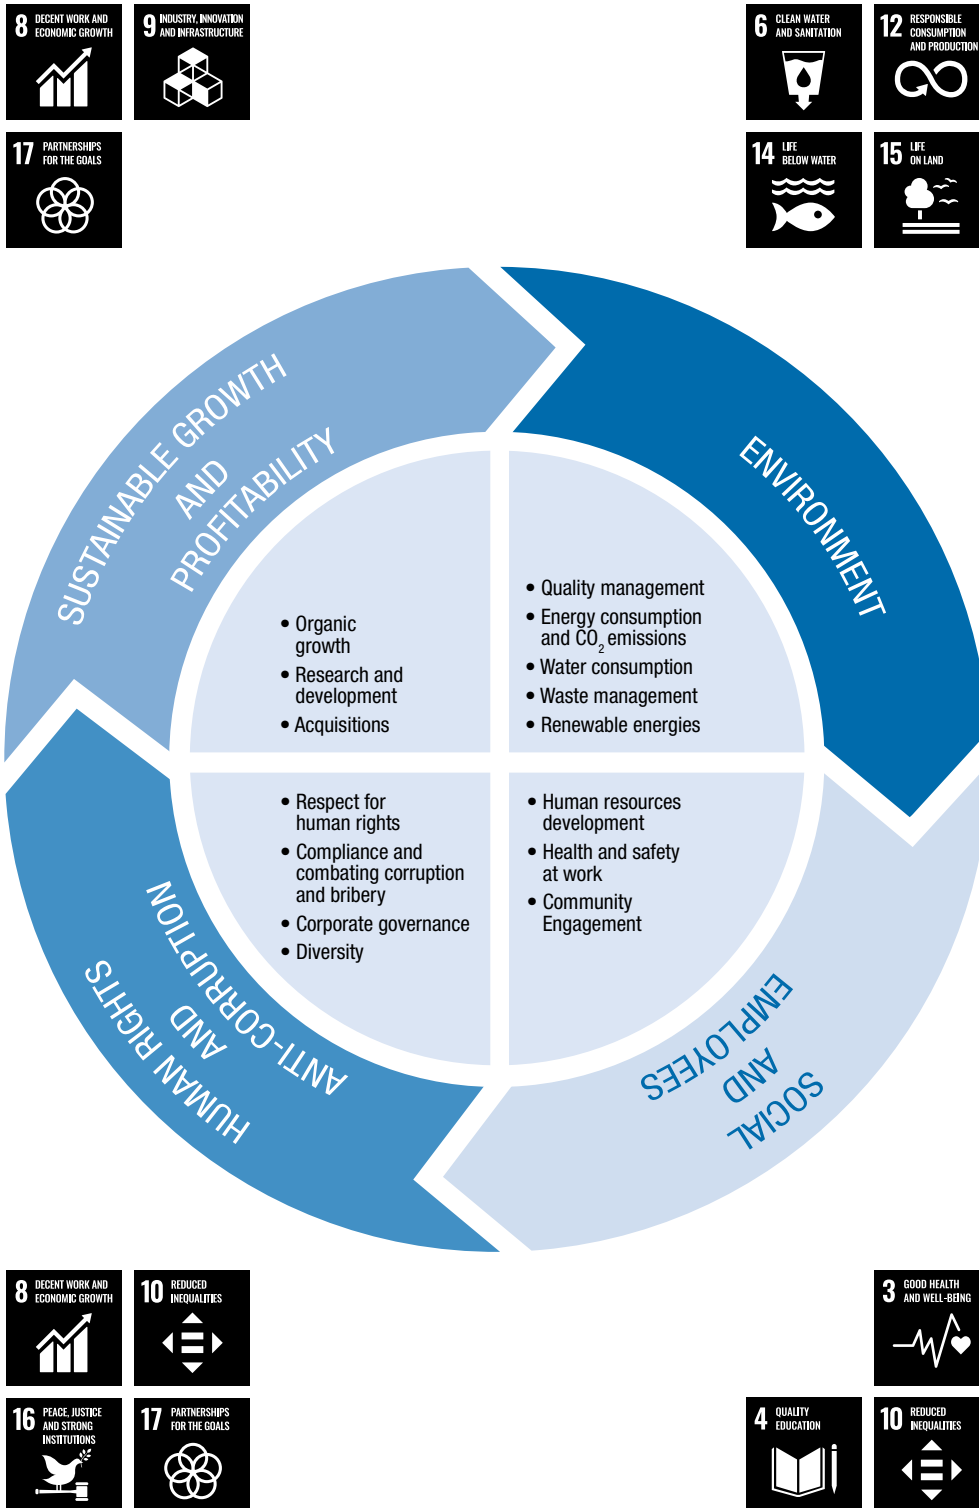 8 DECENT WORK AND
ECONOMIC GROWTH
9 INDUSTRY, INNOVATION
AND INFRASTRUCTURE
17 PARTNERSHIPS
FOR THE GOALS
6 CLEAN WATER
AND SANITATION
12 RESPONSIBLE
CONSUMPTION
AND PRODUCTION
14 LIFE
BELOW WATER
15 LIFE
ON LAND
SUSTAINABLE GROWTH
AND
PROFITABILITY
ENVIRONMENT
• Organic
growth
• Research and
development
• Acquisitions
• Quality management
• Energy consumption
and CO2 emissions
• Water consumption
• Waste management
• Renewable energies
• Respect for
human rights
• Compliance and
combating corruption
and bribery
• Corporate governance
• Diversity
• Human resources
development
• Health and safety
at work
• Community
Engagement
HUMAN RIGHTS
AND
ANTI-CORRUPTION
SOCIAL
AND
EMPLOYEES
8 DECENT WORK AND
ECONOMIC GROWTH
10 REDUCED
INEQUALITIES
16 PEACE, JUSTICE
AND STRONG
INSTITUTIONS
17 PARTNERSHIPS
FOR THE GOALS
3 GOOD HEALTH
AND WELL-BEING
4 QUALITY
EDUCATION
10 REDUCED
INEQUALITIES